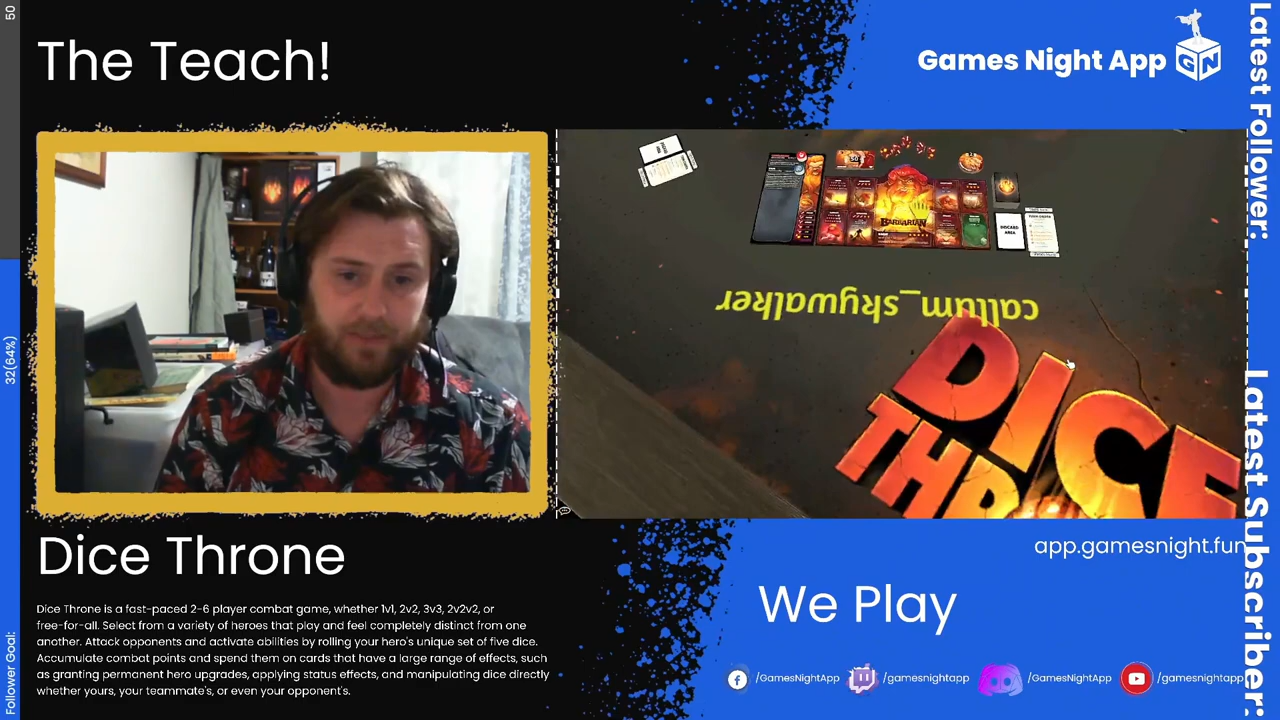 The Teach!
Games Night App
GN
50
BARBARIAN
DISCARD
AREA
callum_skywalker
DICE
THRO
Dice Throne
Dice Throne is a fast-paced 2-6 player combat game, whether 1v1, 2v2, 3v3, 2v2v2, or
free-for-all. Select from a variety of heroes that play and feel completely distinct from one
another. Attack opponents and activate abilities by rolling your hero's unique set of five dice.
Accumulate combat points and spend them on cards that have a large range of effects, such
as granting permanent hero upgrades, applying status effects, and manipulating dice directly
whether yours, your teammate's, or even your opponent's.
app.gamesnight.fun
We Play
/GamesNightApp
/gamesnightapp
/GamesNightApp
/gamesnightapp
Follower Goal:
32(64%)
50
Latest Follower:
Latest Subscriber: